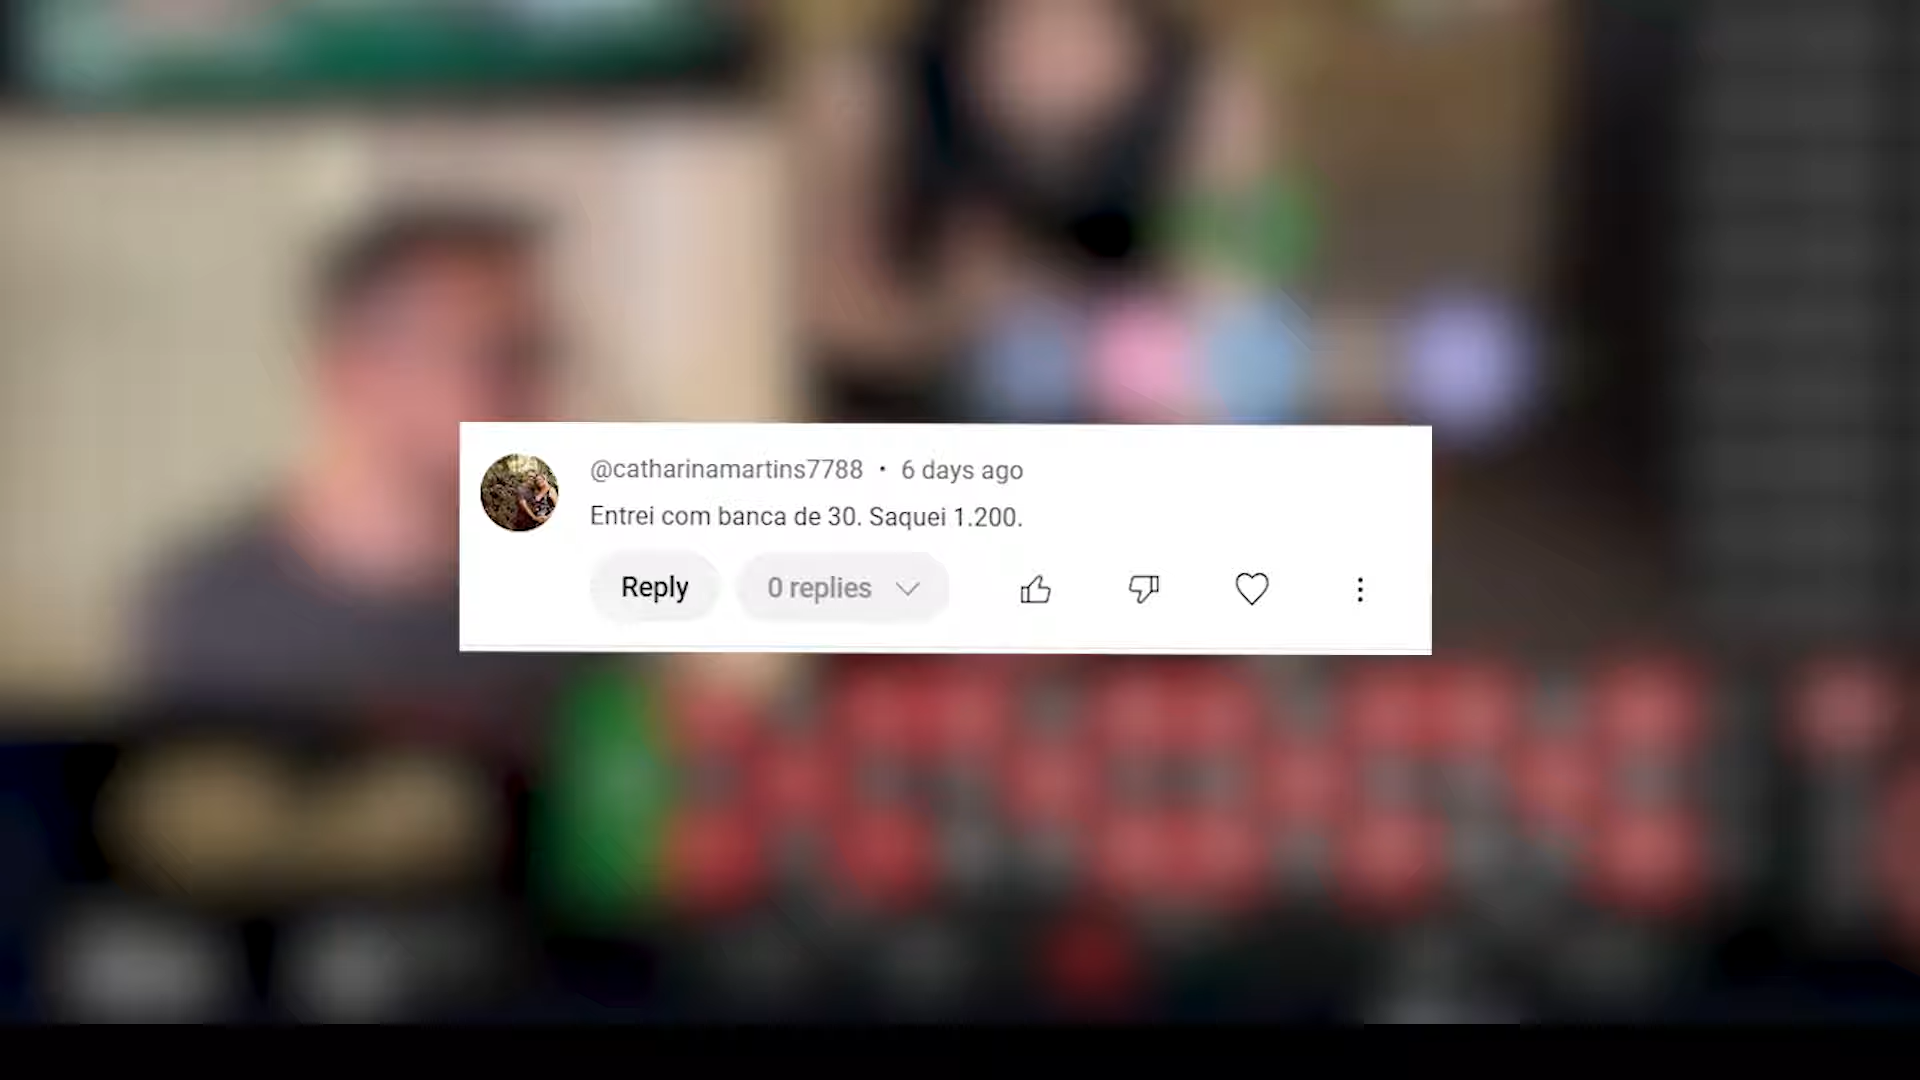 @catharinamartins7788 • 6 days ago
Entrei com banca de 30. Saquei 1.200.
Reply 0 replies